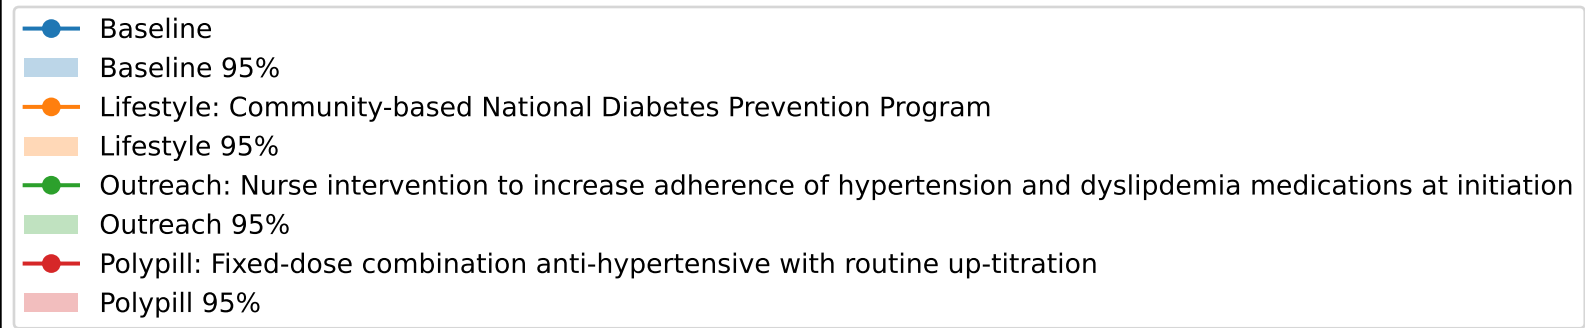 Baseline
Baseline 95%
Lifestyle: Community-based National Diabetes Prevention Program
Lifestyle 95%
Outreach: Nurse intervention to increase adherence of hypertension and dyslipdemia medications at initiation
Outreach 95%
Polypill: Fixed-dose combination anti-hypertensive with routine up-titration
Polypill 95%